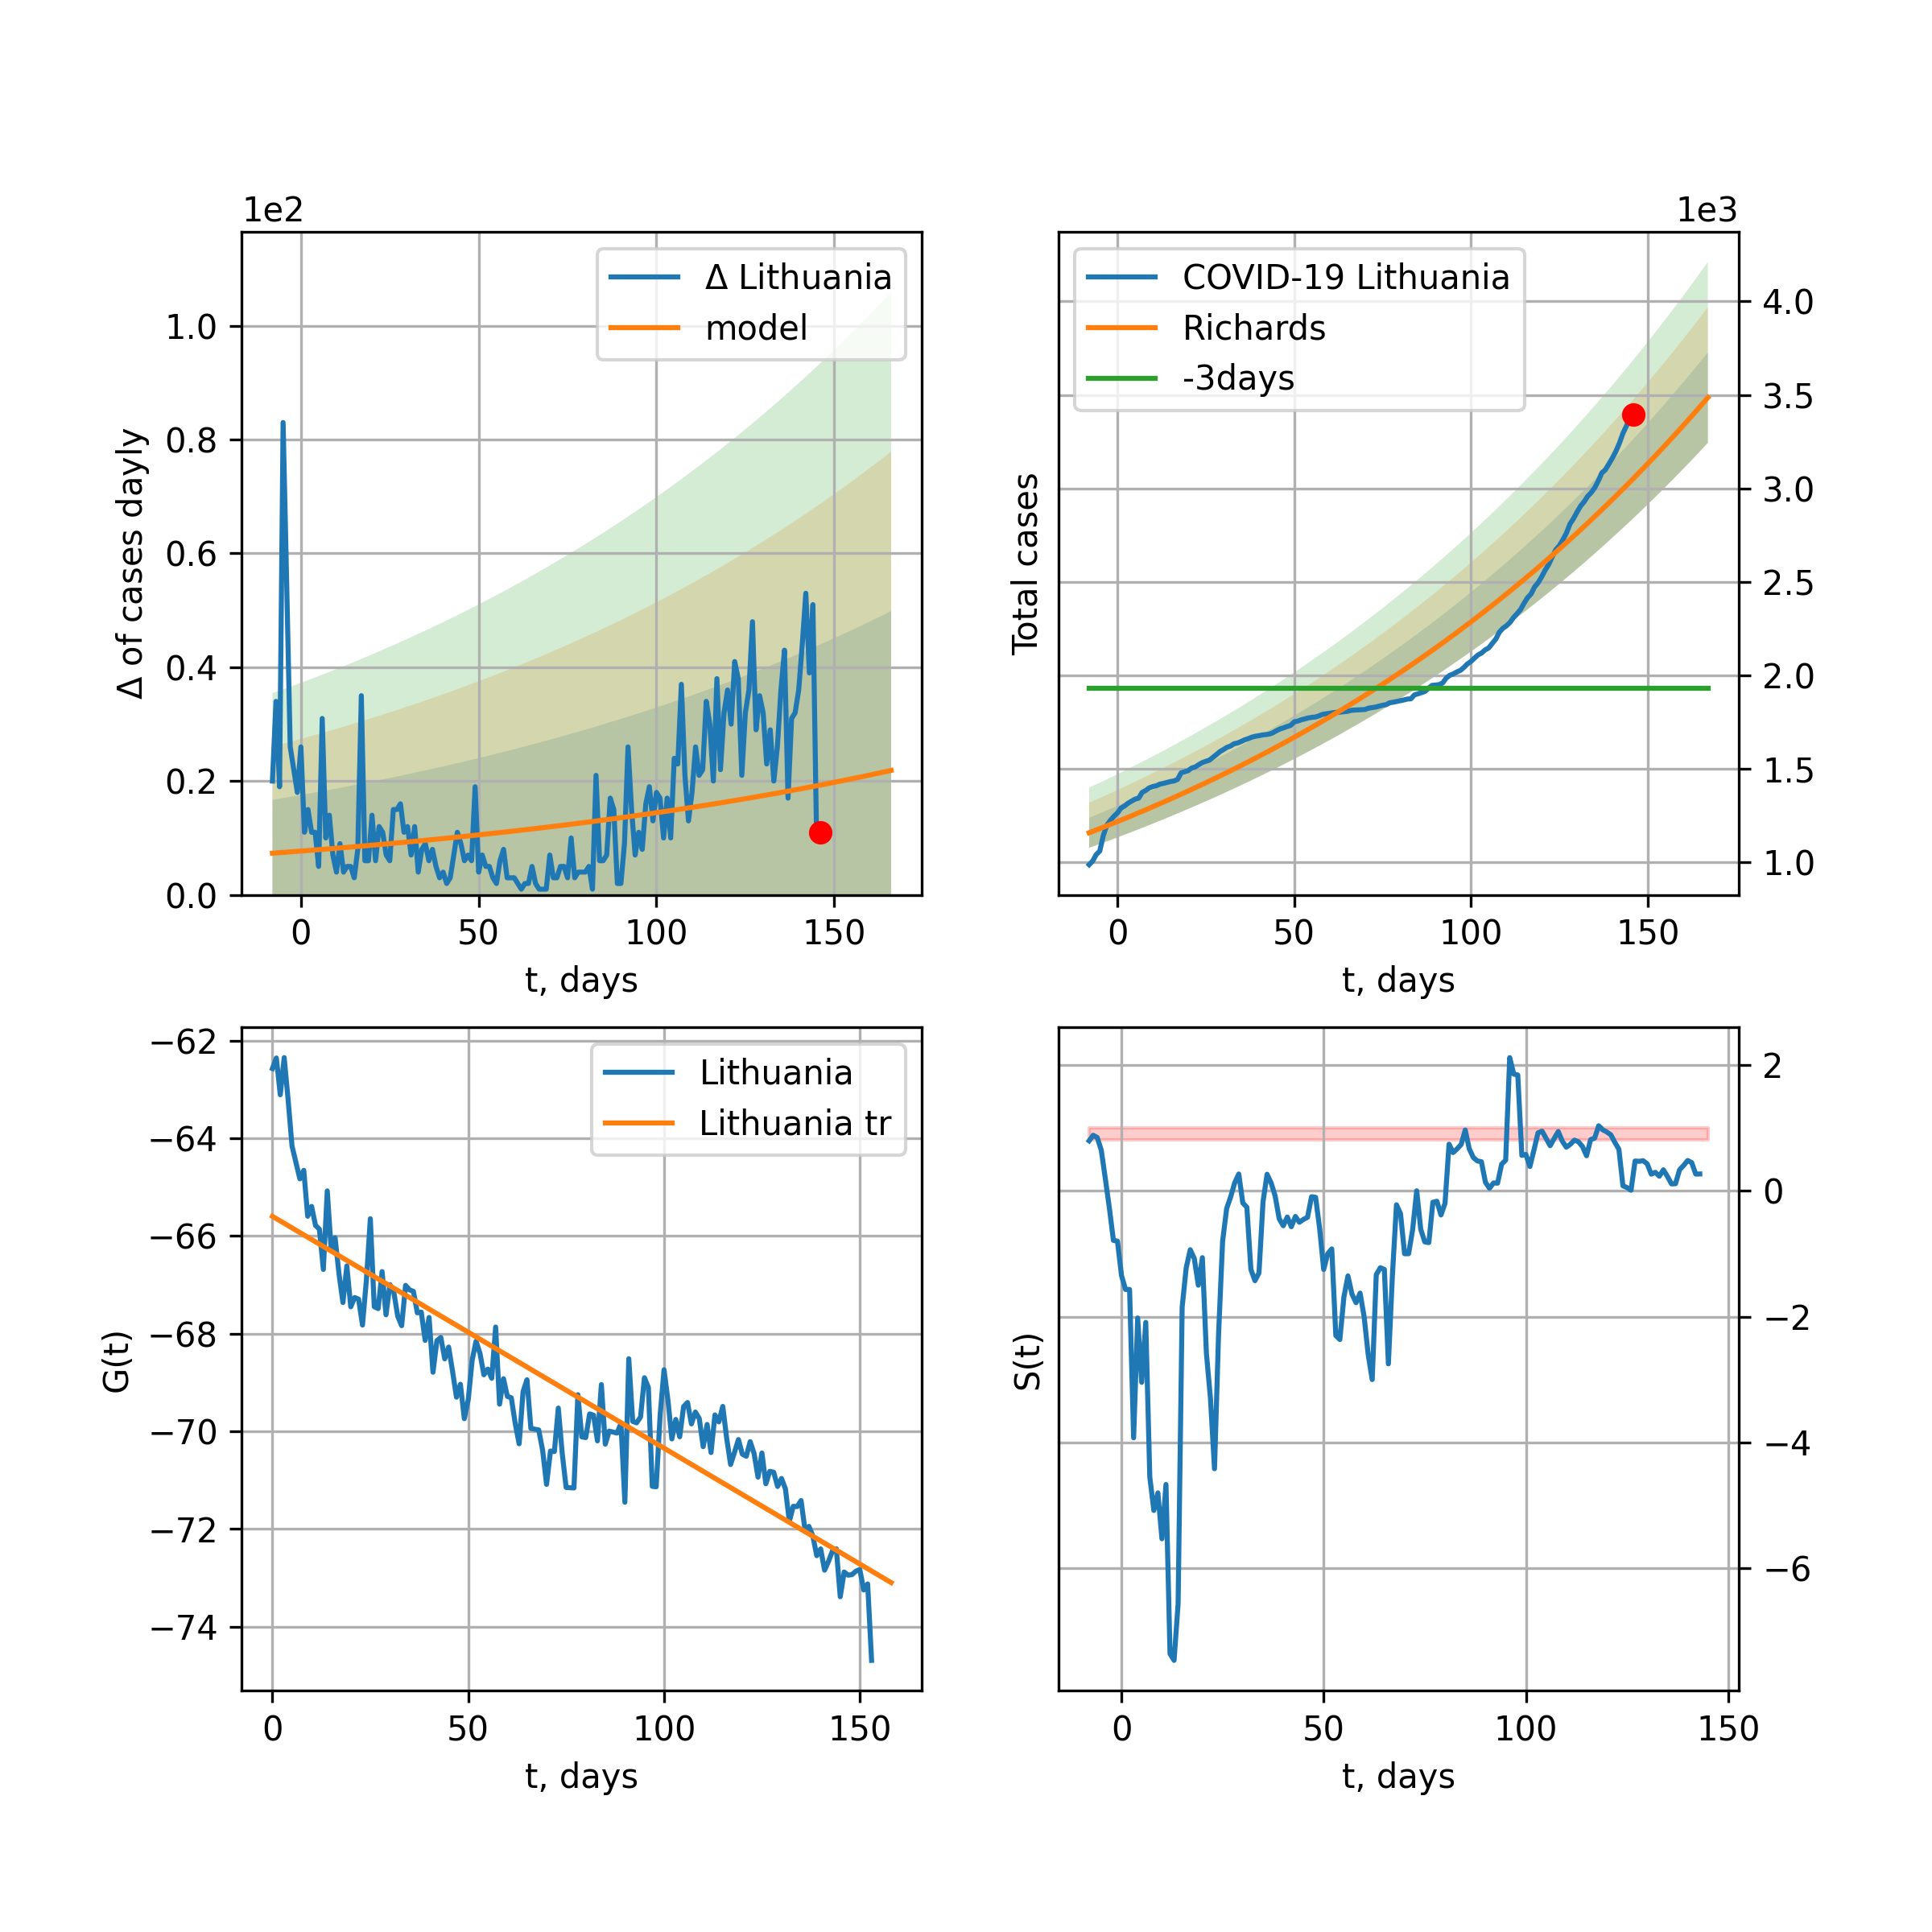 1e2
Δ Lithuania
model
Δ of cases dayly
1.0
0.8
0.6
0.4
0.2
0.0
0 50 100 150
t, days
1e3
COVID-19 Lithuania
Richards
-3days
Total cases
4.0
3.5
3.0
2.5
2.0
1.5
1.0
0 50 100 150
t, days
Lithuania
Lithuania tr
G(t)
−62
−64
−66
−68
−70
−72
−74
0 50 100 150
t, days
S(t)
2
0
−2
−4
−6
0 50 100 150
t, days